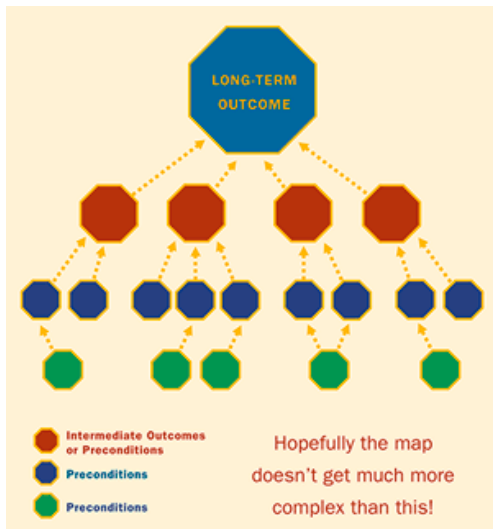 LONG-TERM
OUTCOME
Intermediate Outcomes
or Preconditions
Preconditions
Preconditions
Hopefully the map
doesn't get much more
complex than this!